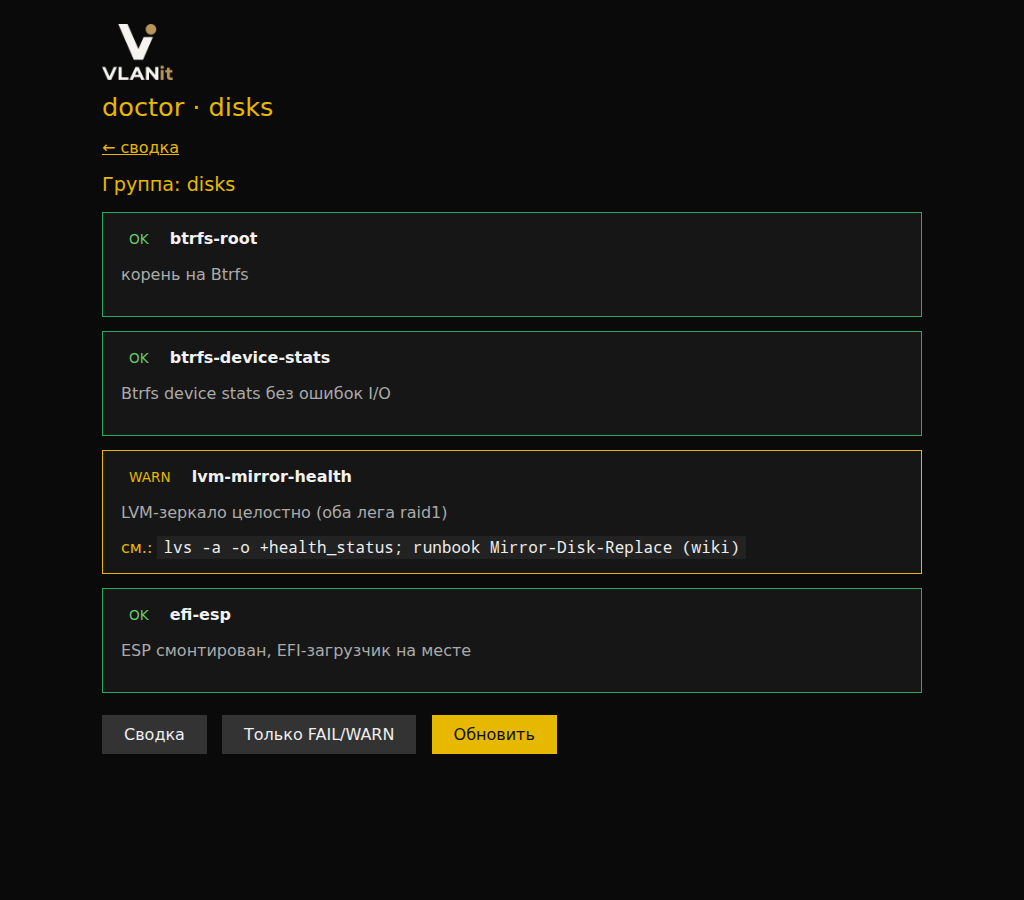 VLANit
doctor · disks
← сводка
Группа: disks
OK btrfs-root
корень на Btrfs
OK btrfs-device-stats
Btrfs device stats без ошибок I/O
WARN lvm-mirror-health
LVM-зеркало целостно (оба лега raid1)
см.: lvs -a -o +health_status; runbook Mirror-Disk-Replace (wiki)
OK efi-esp
ESP смонтирован, EFI-загрузчик на месте
Сводка Только FAIL/WARN Обновить